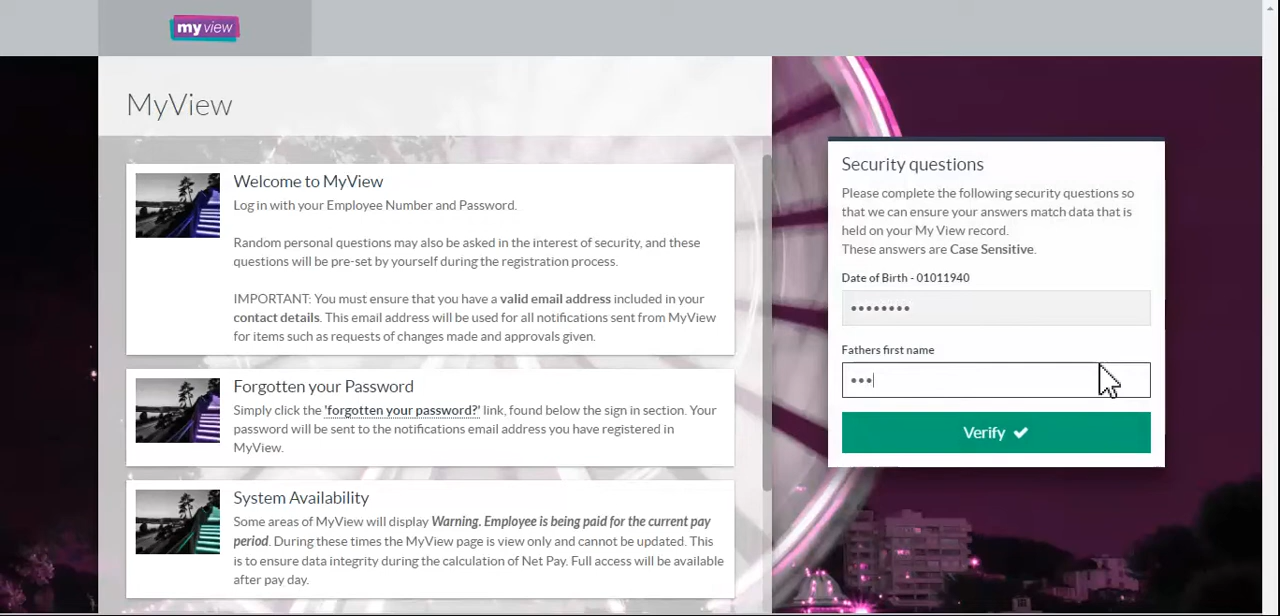 my view
MyView
Welcome to MyView
Log in with your Employee Number and Password.
Random personal questions may also be asked in the interest of security, and these
questions will be pre-set by yourself during the registration process.
IMPORTANT: You must ensure that you have a valid email address included in your
contact details. This email address will be used for all notifications sent from MyView
for items such as requests of changes made and approvals given.
Forgotten your Password
Simply click the 'forgotten your password?' link, found below the sign in section. Your
password will be sent to the notifications email address you have registered in
MyView.
System Availability
Some areas of MyView will display Warning. Employee is being paid for the current pay
period. During these times the MyView page is view only and cannot be updated. This
is to ensure data integrity during the calculation of Net Pay. Full access will be available
after pay day.
Security questions
Please complete the following security questions so
that we can ensure your answers match data that is
held on your My View record.
These answers are Case Sensitive.
Date of Birth - 01011940
••••••••
Fathers first name
•••
Verify